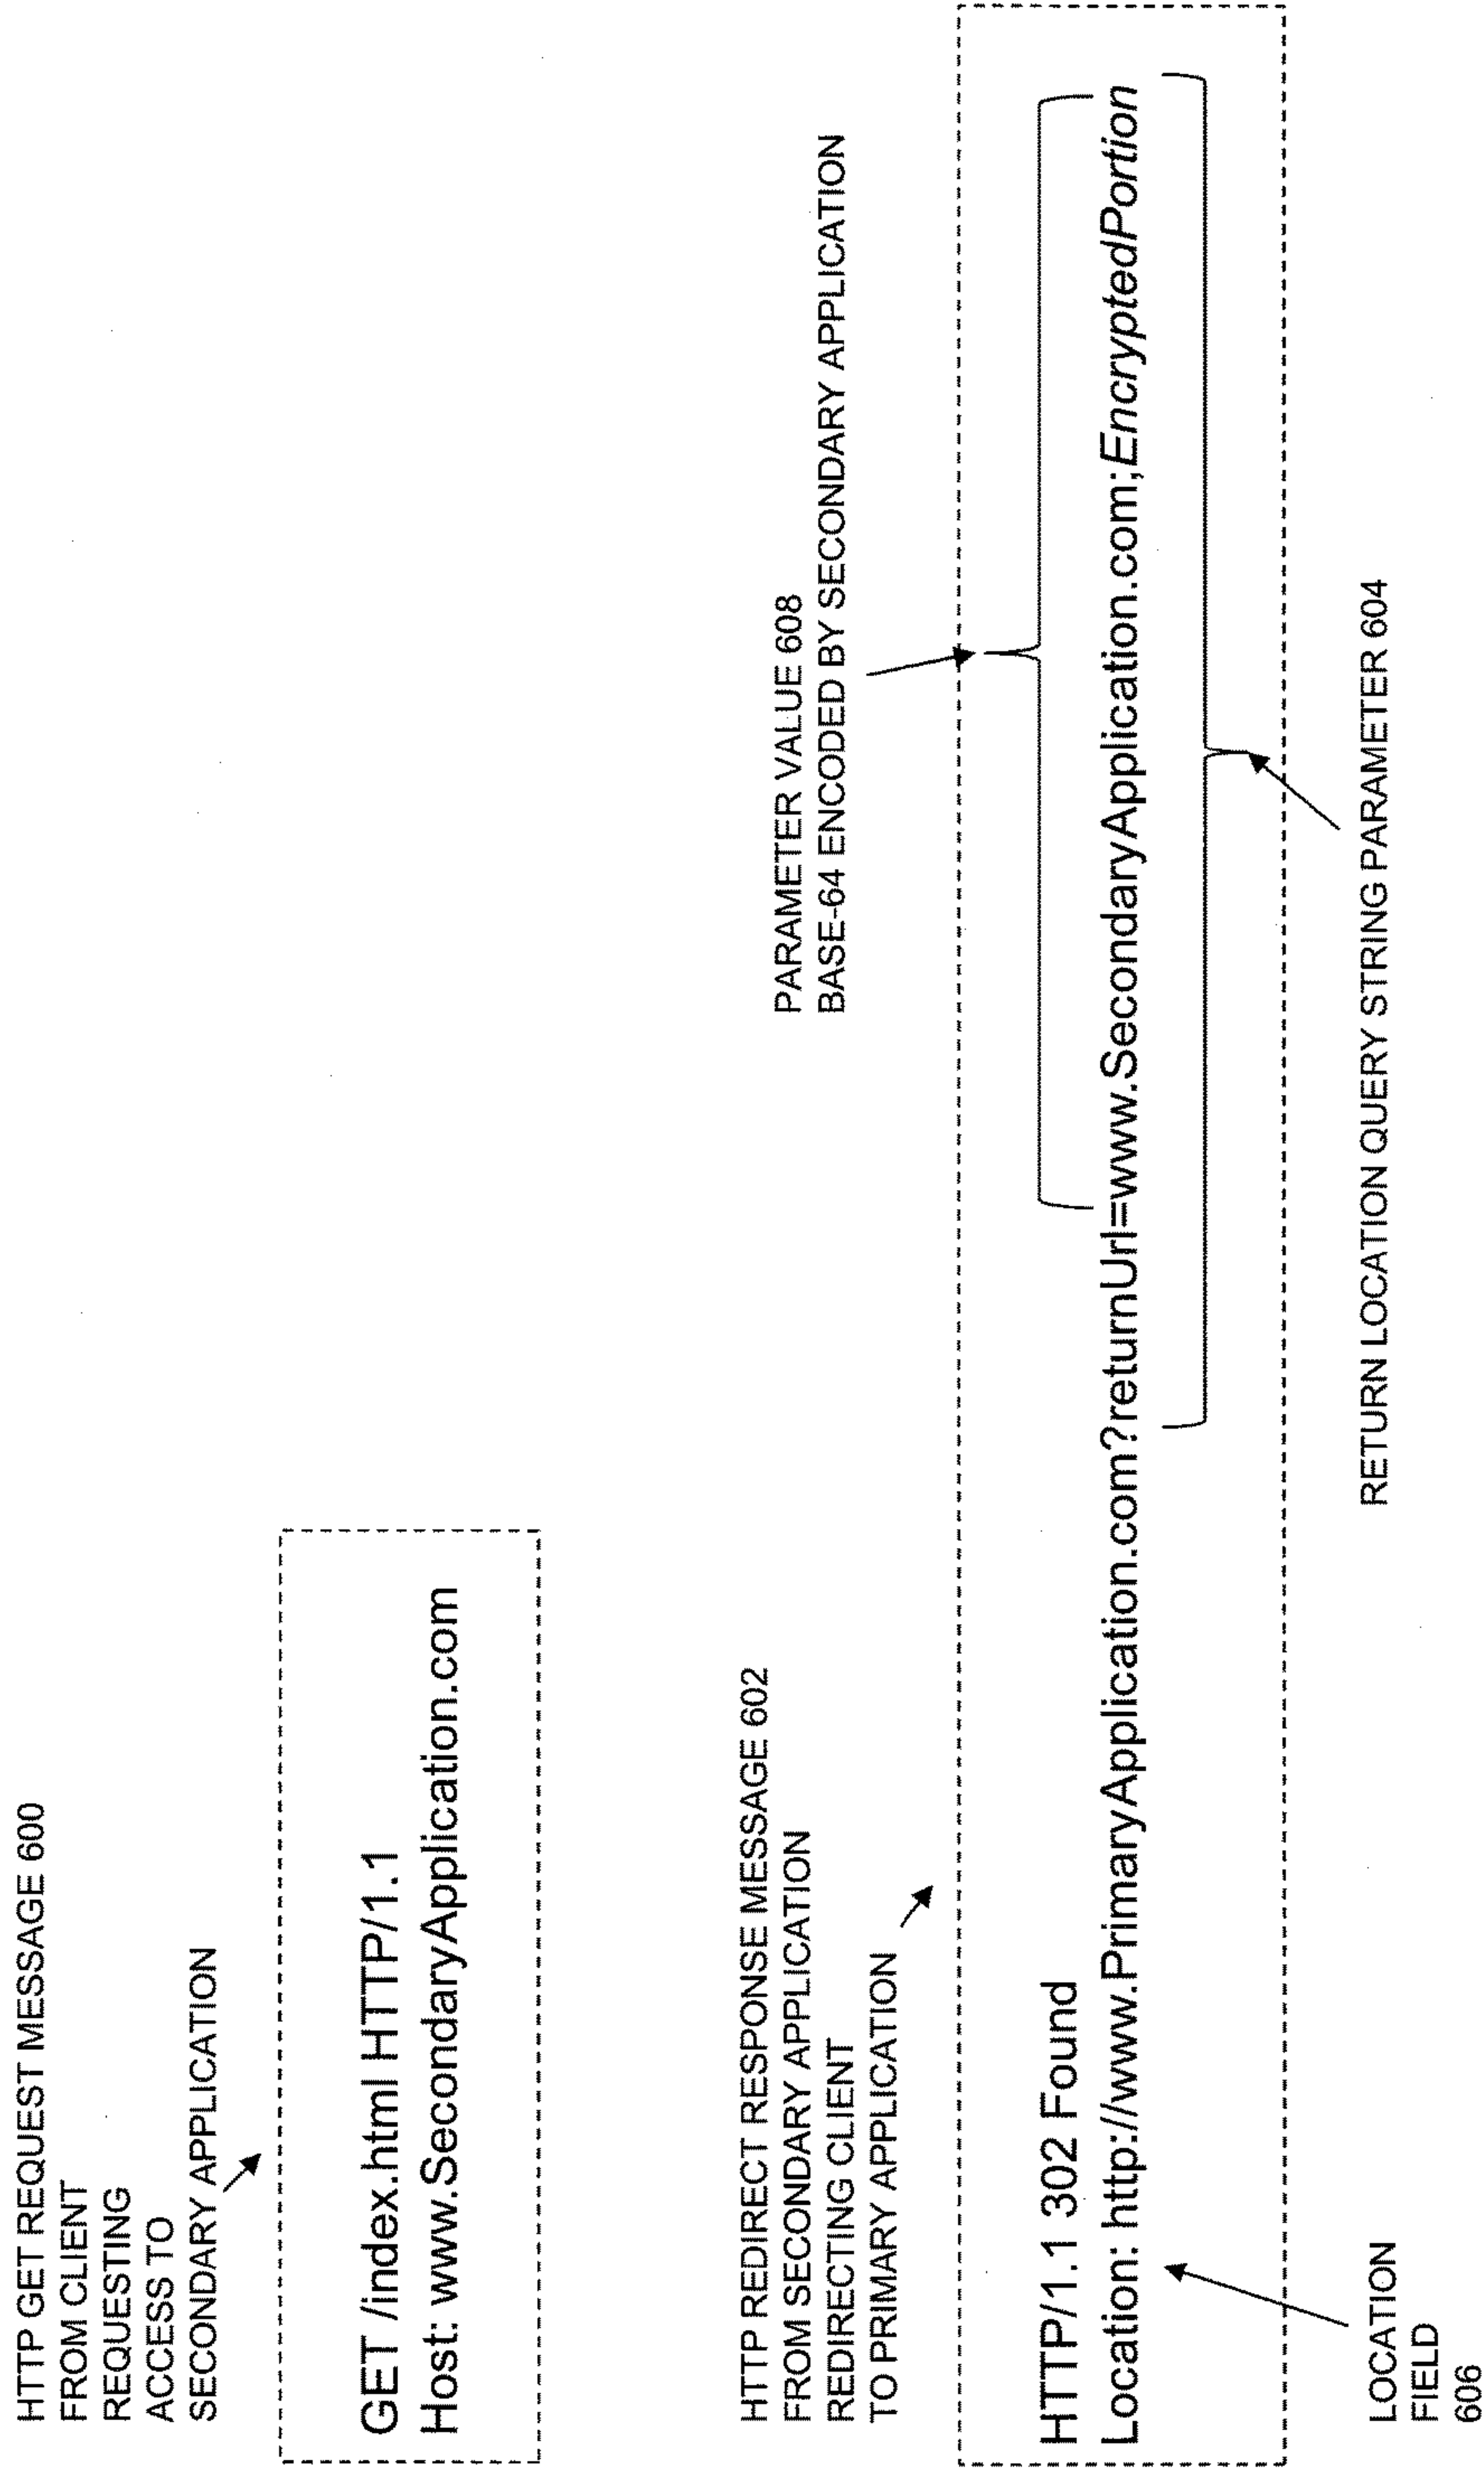 HTTP GET REQUEST MESSAGE 600
FROM CLIENT
REQUESTING
ACCESS TO
SECONDARY APPLICATION
GET /index.html HTTP/1.1
Host: www.SecondaryApplication.com
HTTP REDIRECT RESPONSE MESSAGE 602
FROM SECONDARY APPLICATION
REDIRECTING CLIENT
TO PRIMARY APPLICATION
PARAMETER VALUE 608
BASE-64 ENCODED BY SECONDARY APPLICATION
HTTP/1.1 302 Found
Location: http://www.PrimaryApplication.com?returnUrl=www.SecondaryApplication.com;EncryptedPortion
LOCATION
FIELD
606
RETURN LOCATION QUERY STRING PARAMETER 604